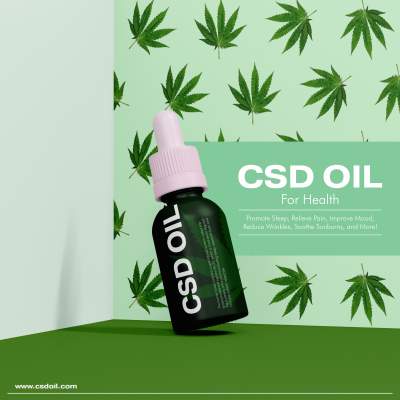 CSD OIL
For Health
Promote Sleep, Relieve Pain, Improve Mood,
Reduce Wrinkles, Soothe Sunburns, and More!
CSD OIL
www.csdoil.com